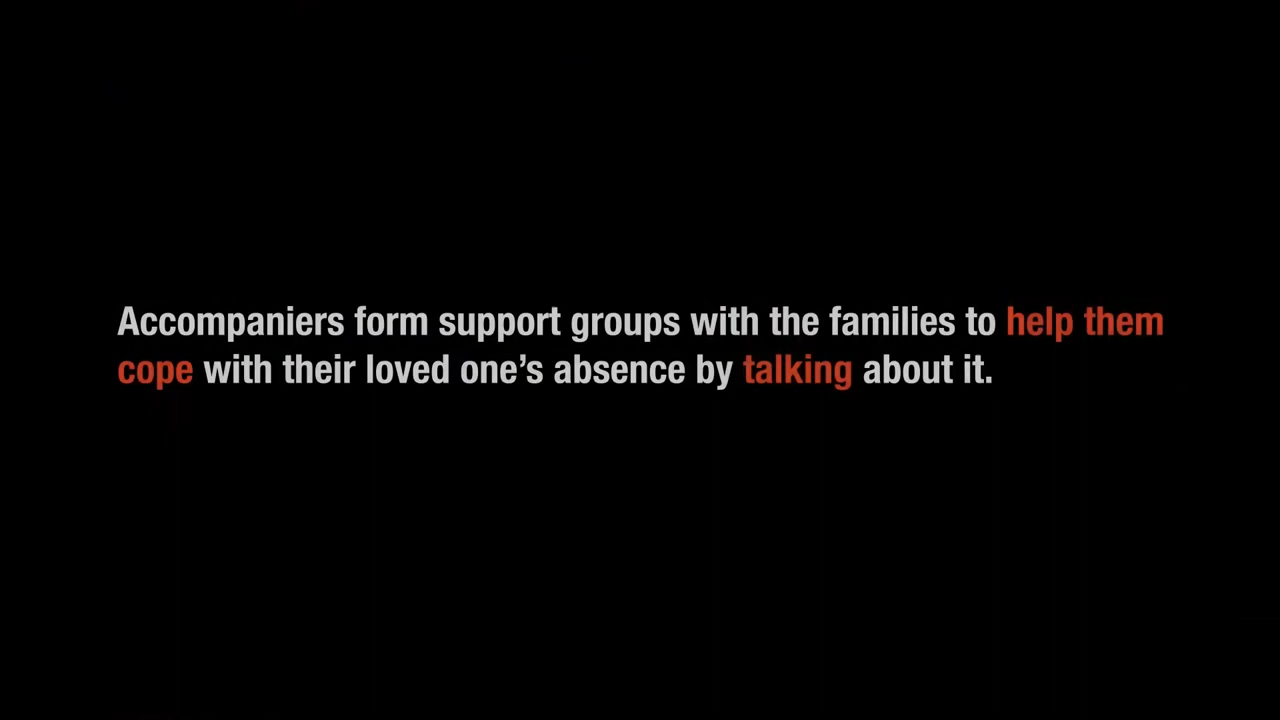 Accompaniers form support groups with the families to help them
cope with their loved one’s absence by talking about it.